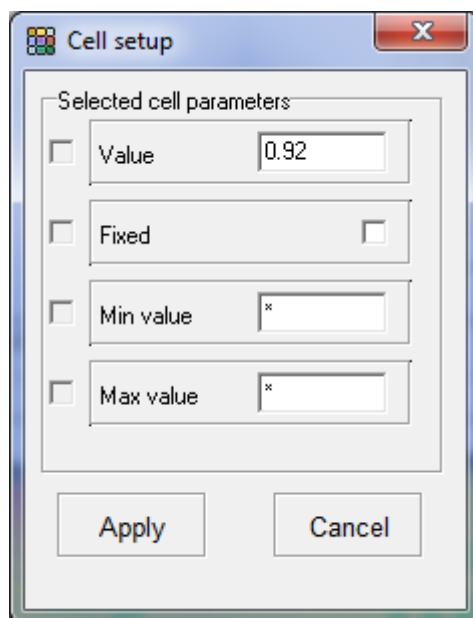 Cell setup
Selected cell parameters
Value 0.92
Fixed
Min value *
Max value *
Apply Cancel